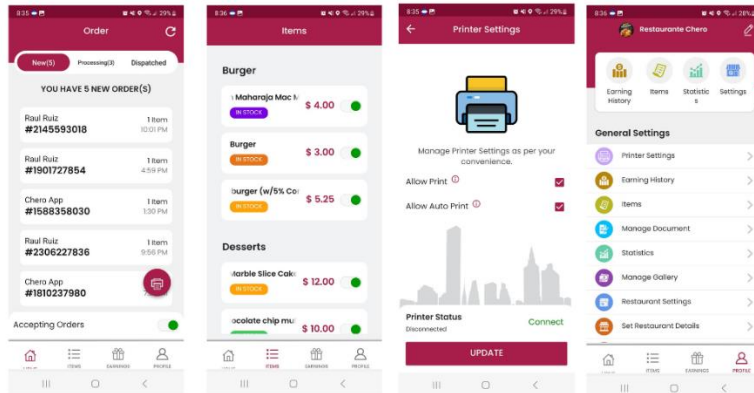 8:35
29%
Order
New(5)
Processing(3)
Dispatched
YOU HAVE 5 NEW ORDER(S)
Raul Ruiz
1 Item
#2145593018
10:01 PM
Raul Ruiz
1 Item
#1901727854
4:59 PM
Chero App
1 Item
#1588358030
1:30 PM
Raul Ruiz
1 Item
#2306227836
9:56 PM
Chero App
#1810237980
Accepting Orders
ITEMS
EARNINGS
PROFILE
8:36
29%
Items
Burger
Maharaja Mac
IN STOCK
$ 4.00
Burger
IN STOCK
$ 3.00
burger (w/5% Co
IN STOCK
$ 5.25
Desserts
Marble Slice Cak
IN STOCK
$ 12.00
ocolate chip mu
$ 10.00
ITEMS
EARNINGS
PROFILE
8:35
29%
Printer Settings
Manage Printer Settings as per your
convenience.
Allow Print
Allow Auto Print
Printer Status
Disconnected
Connect
UPDATE
8:36
28%
Restaurante Chero
Earning
History
Items
Statistic
s
Settings
General Settings
Printer Settings
Earning History
Items
Manage Document
Statistics
Manage Gallery
Restaurant Settings
Set Restaurant Details
ITEMS
EARNINGS
PROFILE